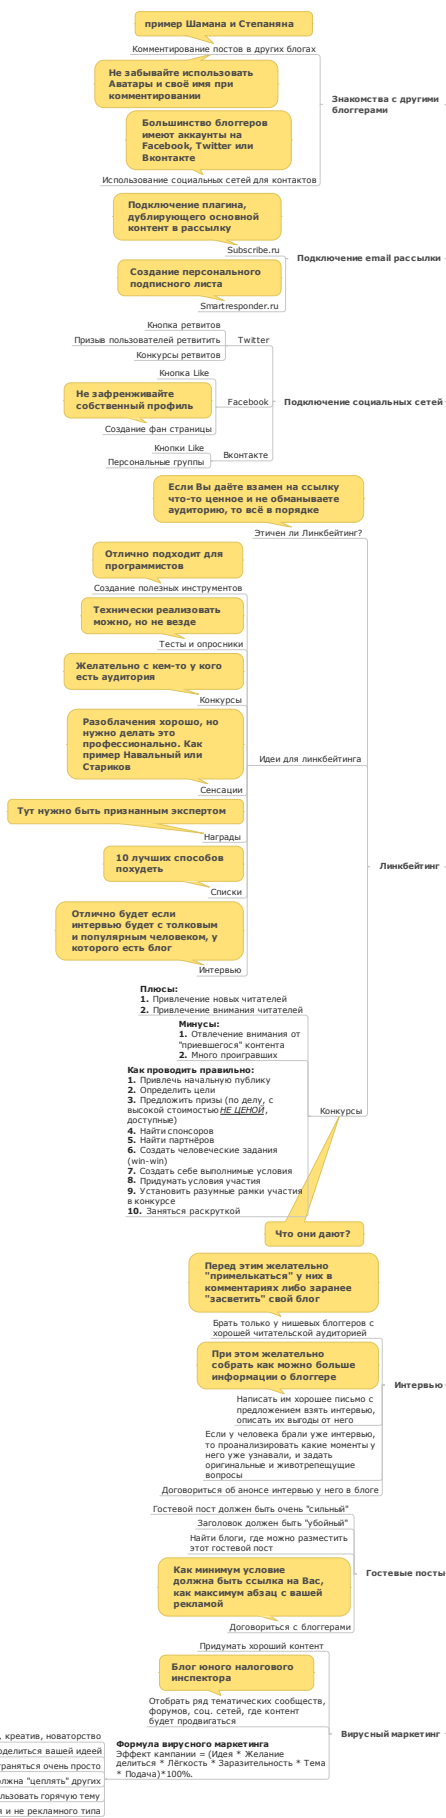 пример Шамана и Степаняна
Комментирование постов в других блогах
Не забывайте использовать
Аватары и своё имя при
комментировании
Знакомства с другими
блоггерами
Большинство блоггеров
имеют аккаунты на
Facebook, Twitter или
Вконтакте
Использование социальных сетей для контактов
Подключение плагина,
дублирующего основной
контент в рассылку
Subscribe.ru
Подключение email рассылки
Создание персонального
подписного листа
Smartresponder.ru
Кнопка ретвитов
Призыв пользователей ретвитить
Twitter
Конкурсы ретвитов
Кнопка Like
Не зафренживайте
собственный профиль
Facebook
Подключение социальных сетей
Создание фан страницы
Кнопки Like
Вконтакте
Персональные группы
Если Вы даёте взамен на ссылку
что-то ценное и не обманываете
аудиторию, то всё в порядке
Этичен ли Линкбейтинг?
Отлично подходит для
программистов
Создание полезных инструментов
Технически реализовать
можно, но не везде
Тесты и опросники
Желательно с кем-то у кого
есть аудитория
Конкурсы
Разоблачения хорошо, но
нужно делать это
профессионально. Как
пример Навальный или
Стариков
Идеи для линкбейтинга
Сенсации
Тут нужно быть признанным экспертом
Награды
10 лучших способов
похудеть
Линкбейтинг
Списки
Отлично будет если
интервью будет с толковым
и популярным человеком, у
которого есть блог
Интервью
Плюсы:
1. Привлечение новых читателей
2. Привлечение внимания читателей
Минусы:
1. Отвлечение внимания от
"приевшегося" контента
2. Много проигравших
Как проводить правильно:
1. Привлечь начальную публику
2. Определить цели
3. Предложить призы (по делу, с
высокой стоимостью НЕ ЦЕНОЙ,
доступные)
Конкурсы
4. Найти спонсоров
5. Найти партнёров
6. Создать человеческие задания
(win-win)
7. Создать себе выполнимые условия
8. Придумать условия участия
9. Установить разумные рамки участия
в конкурсе
10. Заняться раскруткой
Что они дают?
Перед этим желательно
"примелькаться" у них в
комментариях либо заранее
"засветить" свой блог
Брать только у нишевых блоггеров с
хорошей читательской аудиторией
При этом желательно
собрать как можно больше
информации о блоггере
Интервью
Написать им хорошее письмо с
предложением взять интервью,
описать их выгоды от него
Если у человека брали уже интервью,
то проанализировать какие моменты у
него уже узнавали, и задать
оригинальные и животрепещущие
вопросы
Договориться об анонсе интервью у него в блоге
Гостевой пост должен быть очень "сильный"
Заголовок должен быть "убойный"
Найти блоги, где можно разместить
этот гостевой пост
Как минимум условие
должна быть ссылка на Вас,
как максимум абзац с вашей
рекламой
Гостевые посты
Договориться с блоггерами
Придумать хороший контент
Блог юного налогового
инспектора
Отобрать ряд тематических сообществ,
форумов, соц. сетей, где контент
будет продвигаться
Вирусный маркетинг
, креатив, новаторство
Формула вирусного маркетинга
Эффект кампании = (Идея * Желание
делиться * Лёгкость * Заразительность * Тема
* Подача)*100%.
оделиться вашей идеей
траняться очень просто
лжна "цеплять" других
льзовать горячую тему
я и не рекламного типа